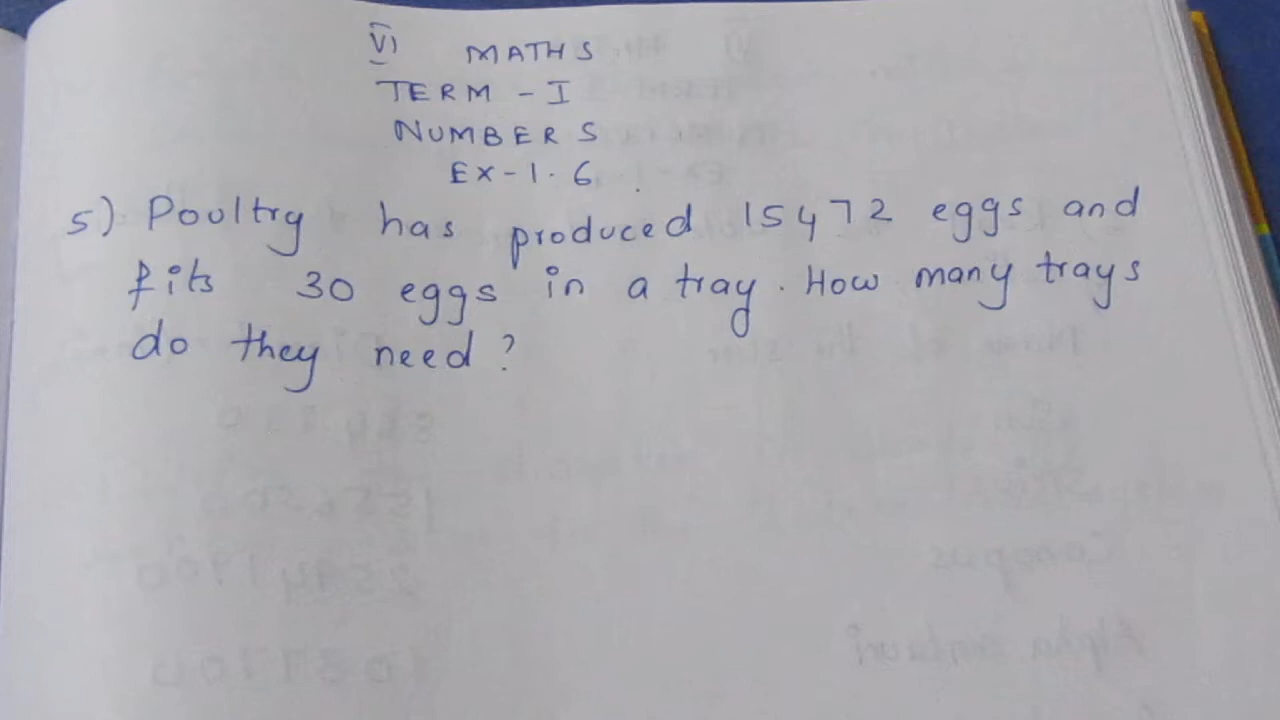 VI MATHS
TERM - I
NUMBERS
EX-1.6
5) Poultry has produced 15472 eggs and
fits 30 eggs in a tray. How many trays
do they need?